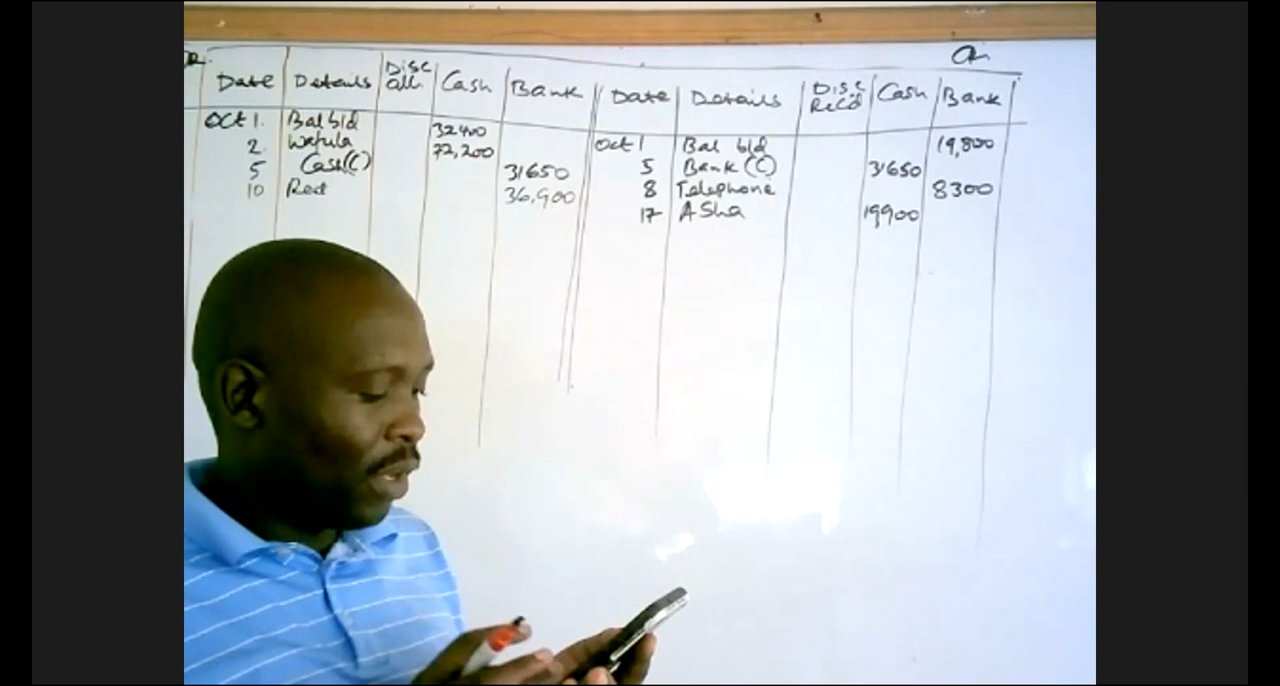 Dr. Cr
Date Details Disc all. Cash Bank Date Details Disc Rec'd Cash Bank
Oct 1. Bal b/d 32400 Oct 1 Bal b/d 19,800
2. Wafula 72,200
5 Cash(C) 31650 5 Bank (C) 31650
10 Rent 36,900 8 Telephone 8300
17 Asha 19900